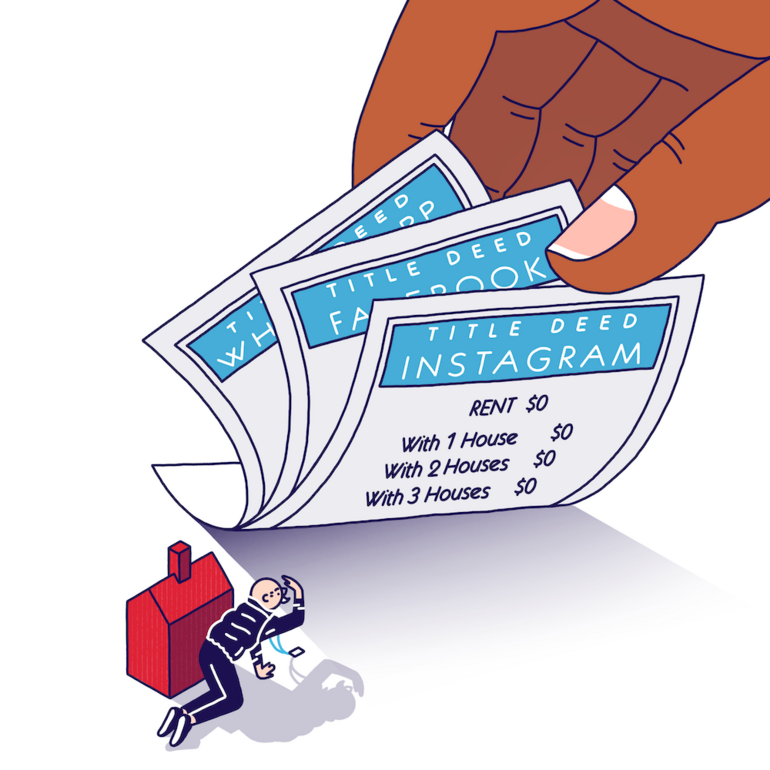 TITLE DEED
FACEBOOK
TITLE DEED
INSTAGRAM
RENT $0
With 1 House $0
With 2 Houses $0
With 3 Houses $0